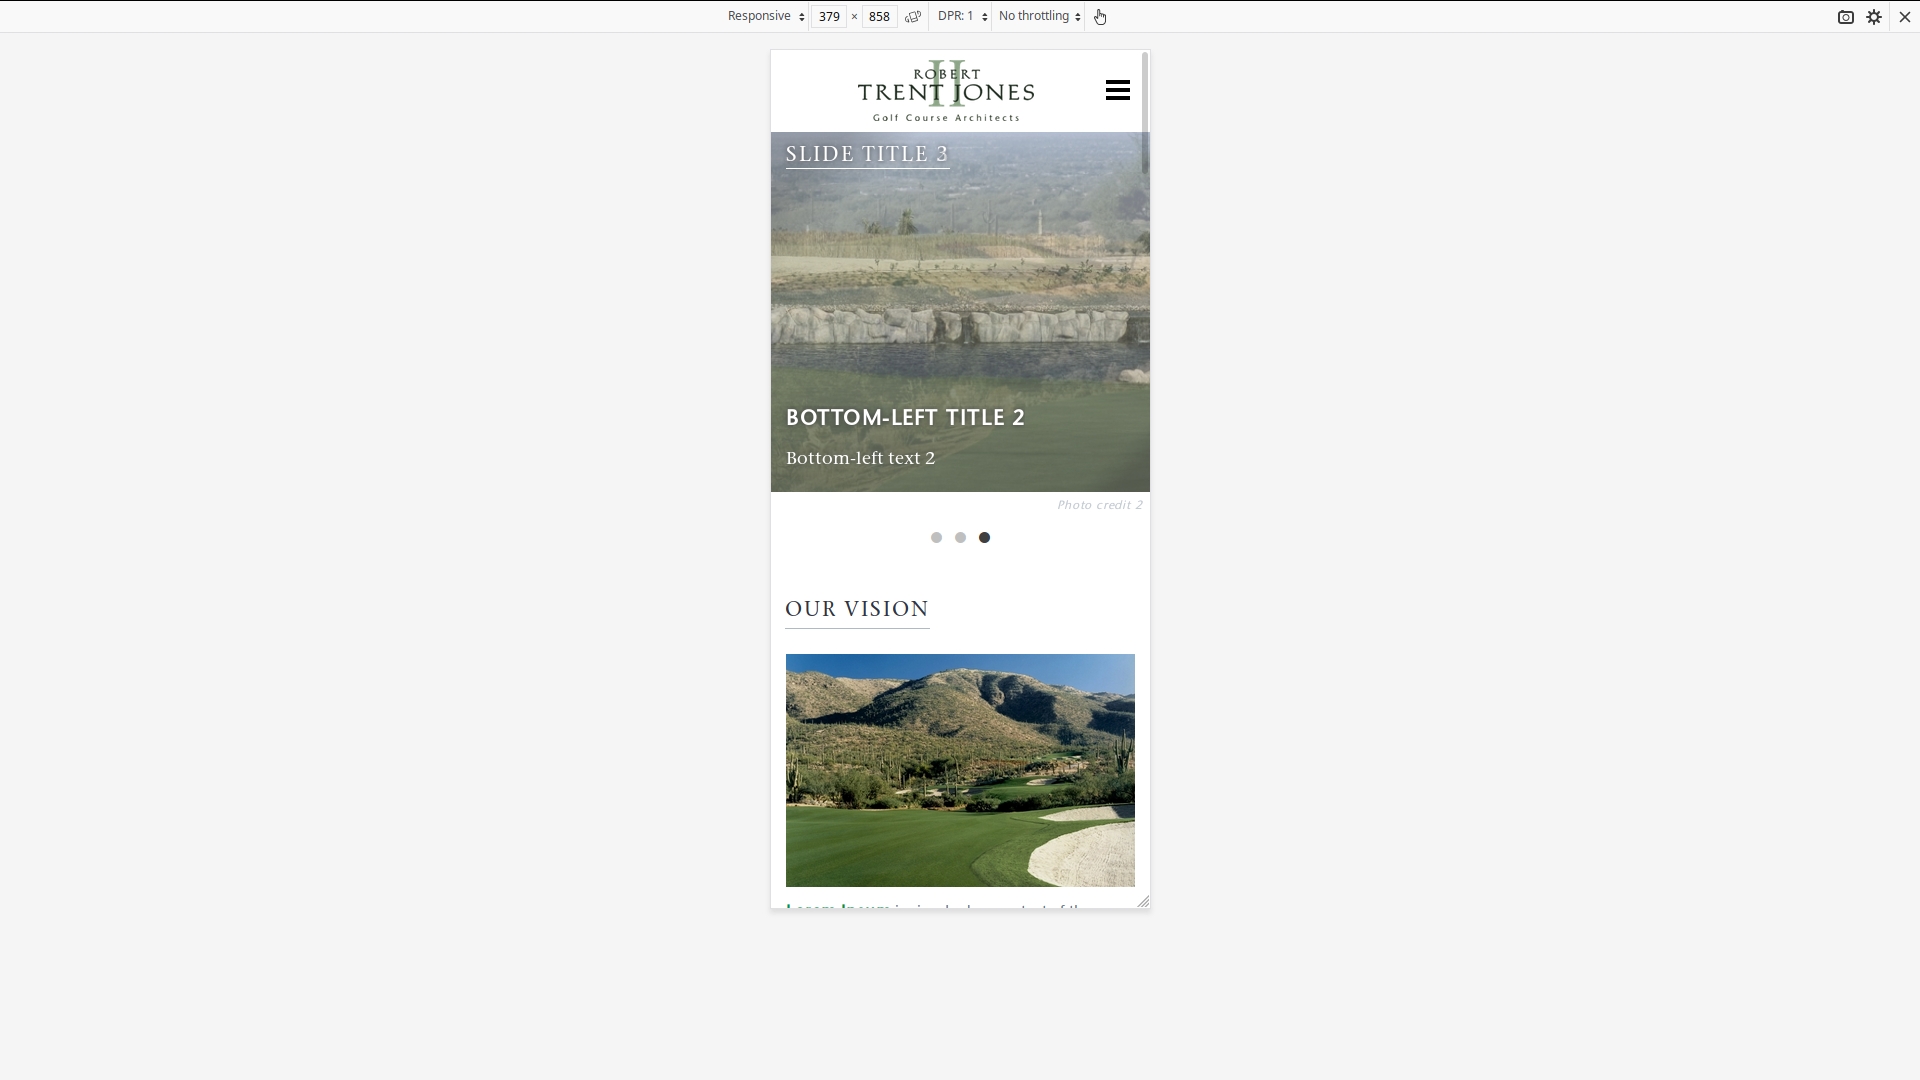 Responsive
379 × 858
DPR: 1
No throttling
II
ROBERT
TRENT JONES
Golf Course Architects
SLIDE TITLE 3
BOTTOM-LEFT TITLE 2
Bottom-left text 2
Photo credit 2
OUR VISION